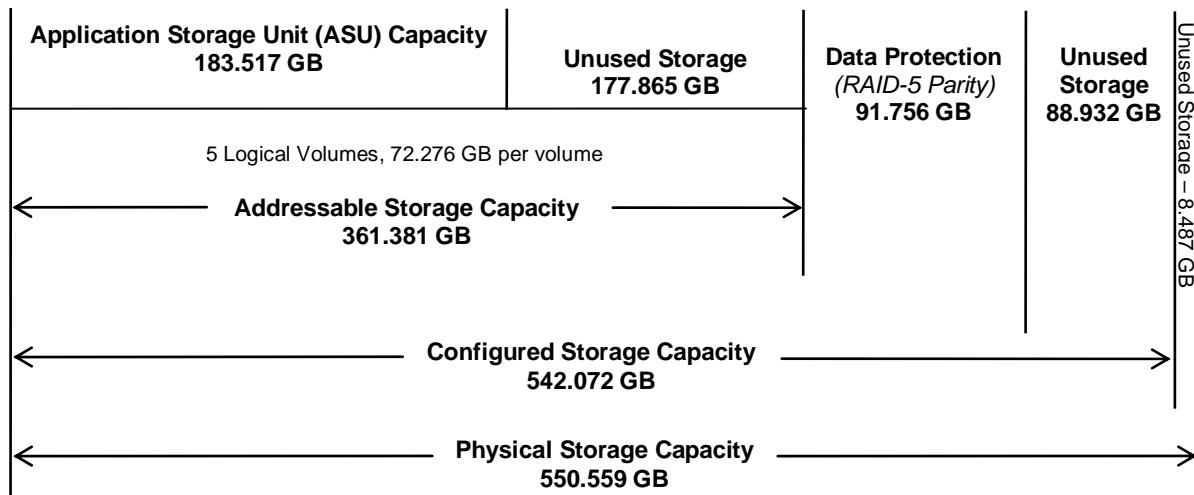 Application Storage Unit (ASU) Capacity
183.517 GB
Unused Storage
177.865 GB
Data Protection
(RAID-5 Parity)
91.756 GB
Unused
Storage
88.932 GB
Unused Storage – 8.487 GB
5 Logical Volumes, 72.276 GB per volume
Addressable Storage Capacity
361.381 GB
Configured Storage Capacity
542.072 GB
Physical Storage Capacity
550.559 GB